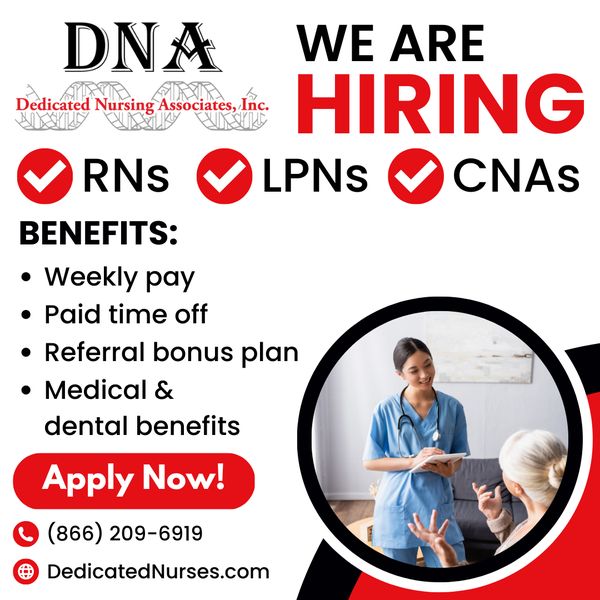 DNA
Dedicated Nursing Associates, Inc.
WE ARE
HIRING
RNs LPNs CNAs
BENEFITS:
• Weekly pay
• Paid time off
• Referral bonus plan
• Medical &
dental benefits
Apply Now!
(866) 209-6919
DedicatedNurses.com